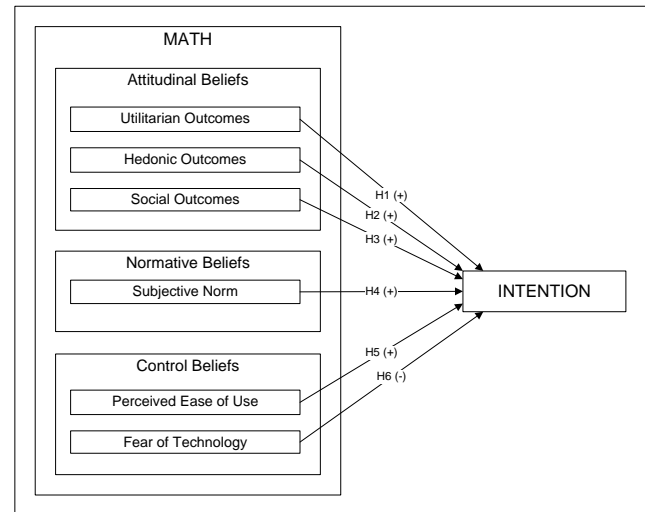 MATH
Attitudinal Beliefs
Utilitarian Outcomes
Hedonic Outcomes
Social Outcomes
H1 (+)
H2 (+)
H3 (+)
Normative Beliefs
Subjective Norm
H4 (+)
INTENTION
Control Beliefs
Perceived Ease of Use
Fear of Technology
H5 (+)
H6 (-)